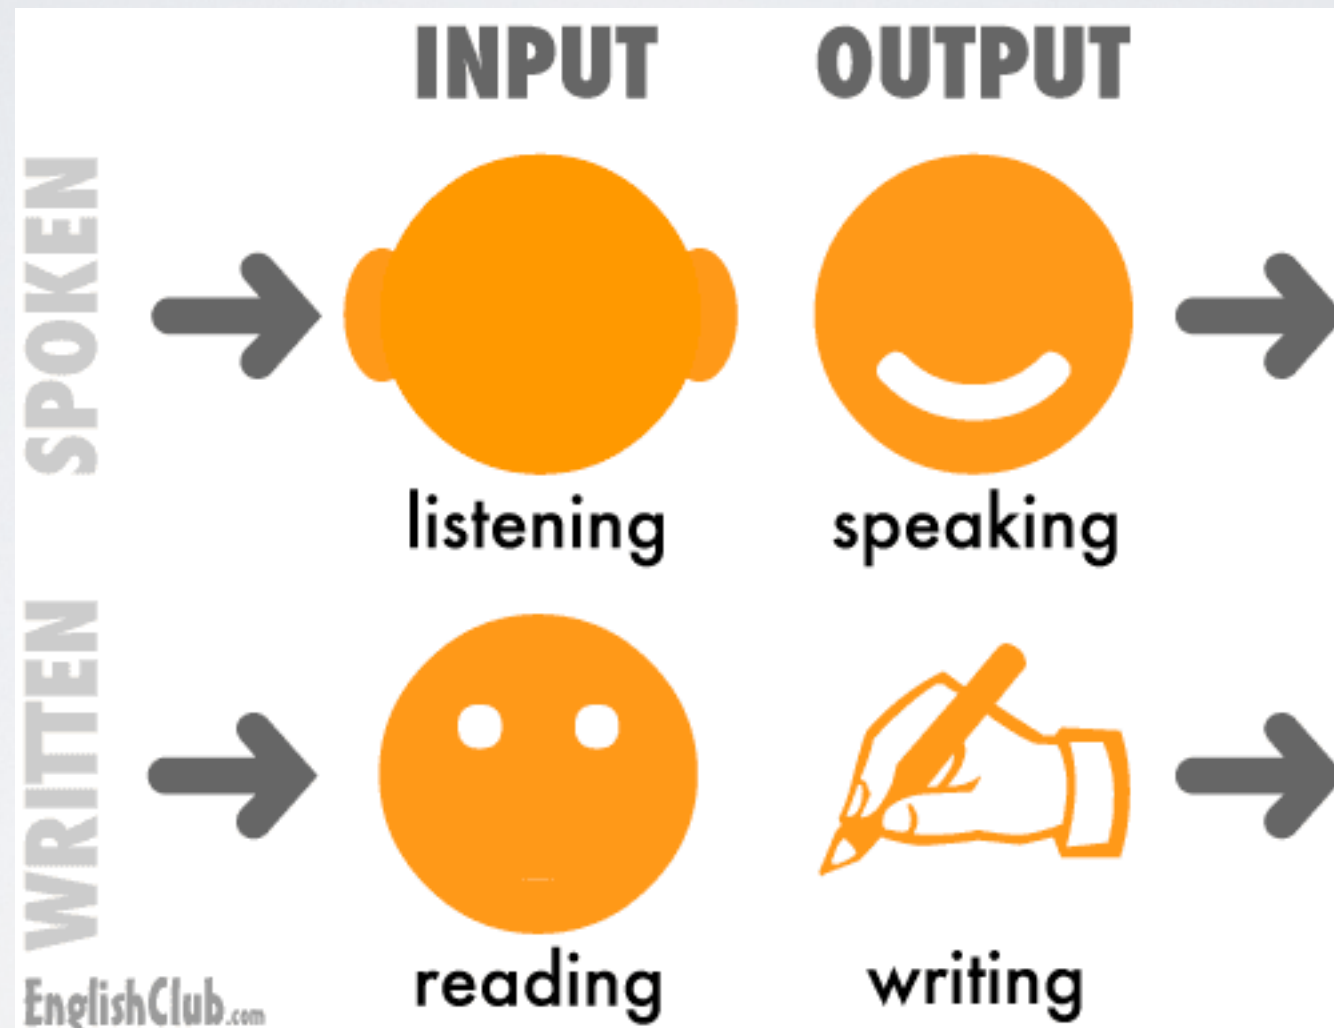 INPUT OUTPUT
SPOKEN
listening speaking
WRITTEN
reading writing
EnglishClub.com